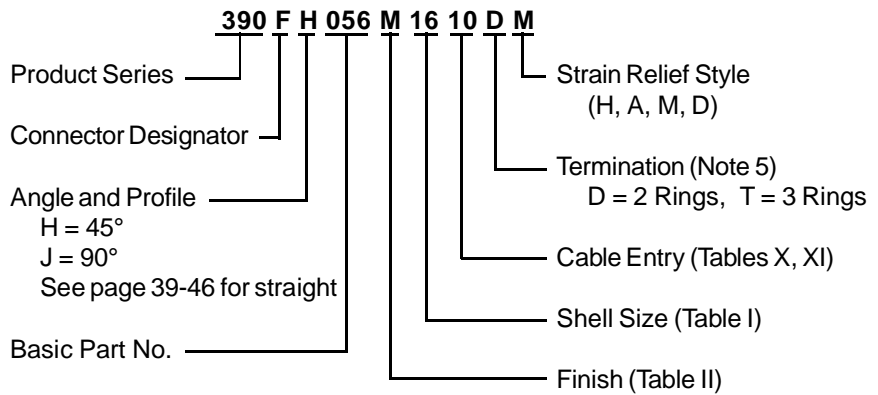 390 F H 056 M 16 10 D M
Product Series
Connector Designator
Angle and Profile
H = 45°
J = 90°
See page 39-46 for straight
Basic Part No.
Strain Relief Style
(H, A, M, D)
Termination (Note 5)
D = 2 Rings, T = 3 Rings
Cable Entry (Tables X, XI)
Shell Size (Table I)
Finish (Table II)